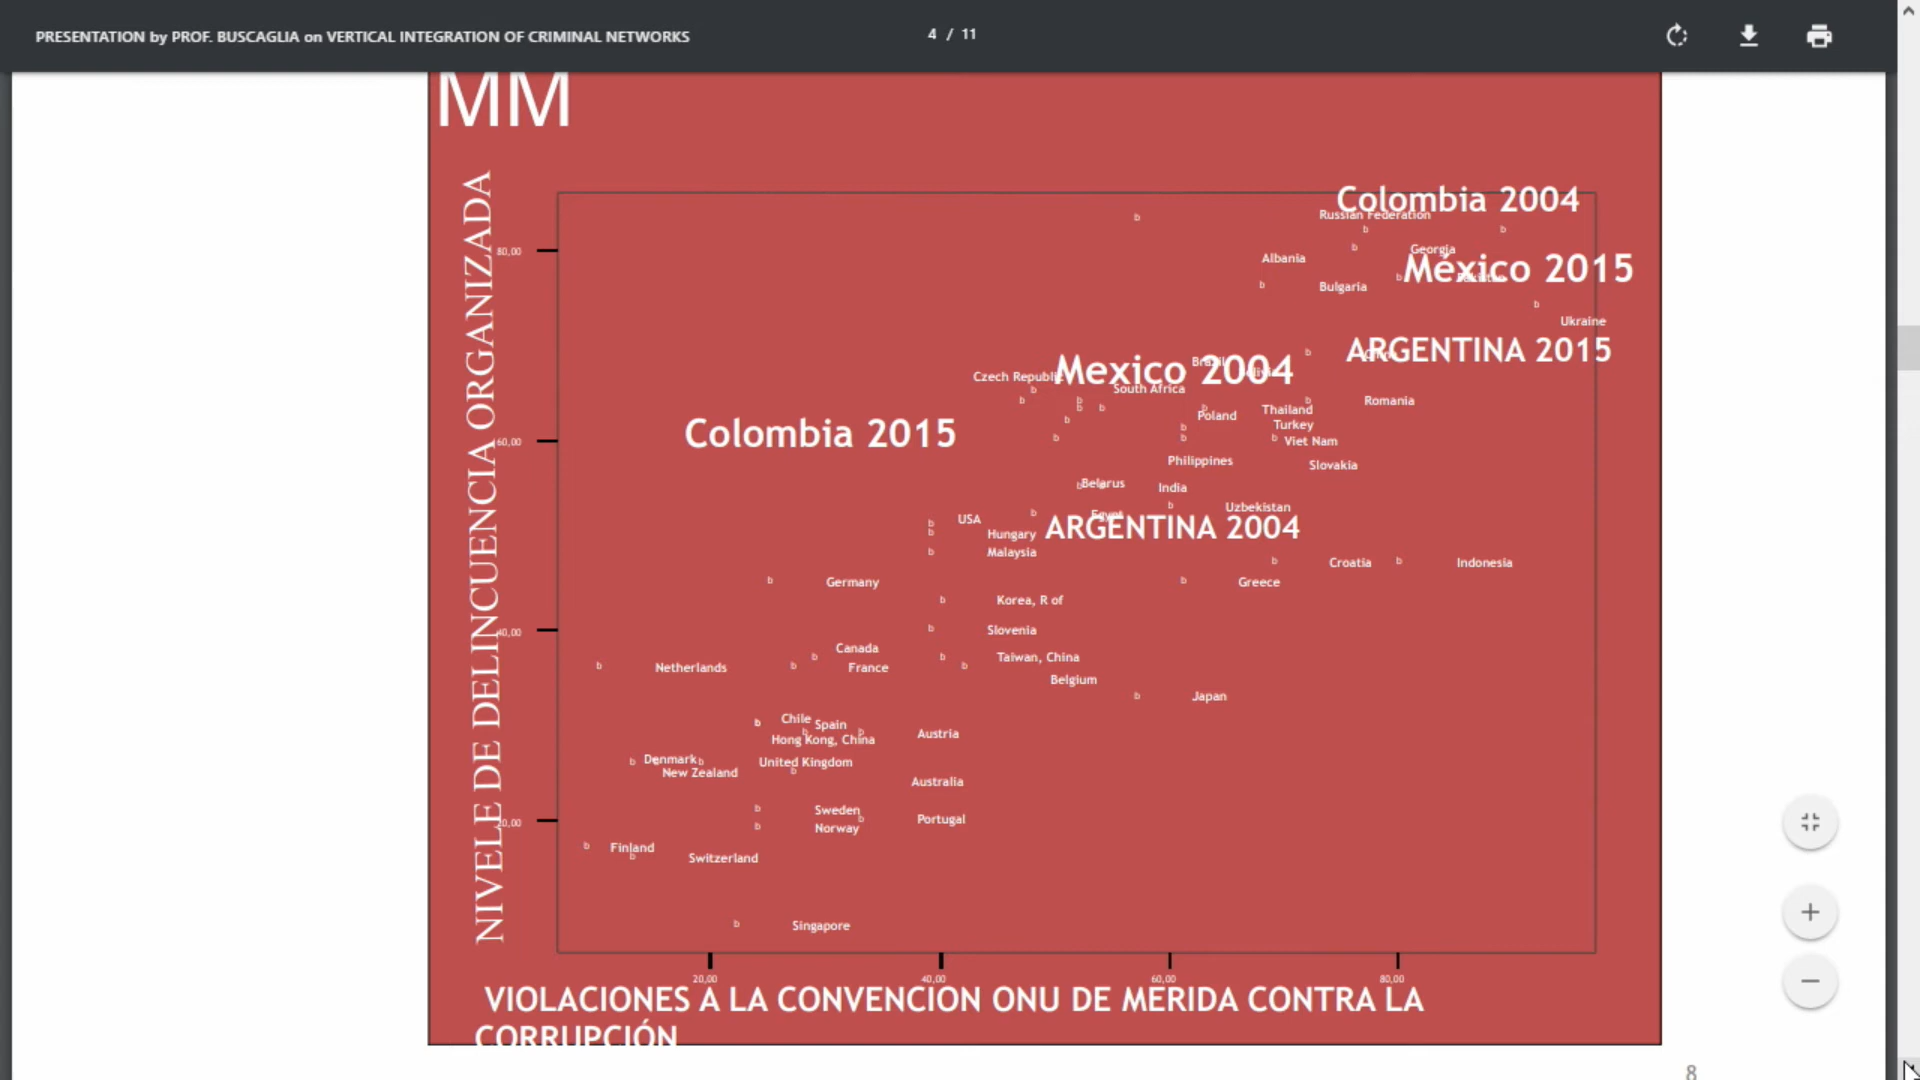 PRESENTATION by PROF. BUSCAGLIA on VERTICAL INTEGRATION OF CRIMINAL NETWORKS
4 / 11
MM
NIVELE DE DELINCUENCIA ORGANIZADA
Colombia 2004
Russian Federation
80,00
Georgia
Albania
México 2015
Bulgaria
Ukraine
ARGENTINA 2015
Mexico 2004
Czech Republic
South Africa
Romania
Thailand
Poland
Turkey
Colombia 2015
60,00
Viet Nam
Philippines
Slovakia
Belarus
India
Uzbekistan
Egypt
USA
ARGENTINA 2004
Hungary
Malaysia
Croatia
Indonesia
Germany
Greece
Korea, R of
40,00
Slovenia
Canada
Taiwan, China
Netherlands
France
Belgium
Japan
Chile
Spain
Austria
Hong Kong, China
Denmark
United Kingdom
New Zealand
Australia
Sweden
Portugal
20,00
Norway
Finland
Switzerland
Singapore
20,00
40,00
60,00
80,00
VIOLACIONES A LA CONVENCION ONU DE MERIDA CONTRA LA
CORRUPCIÓN
8